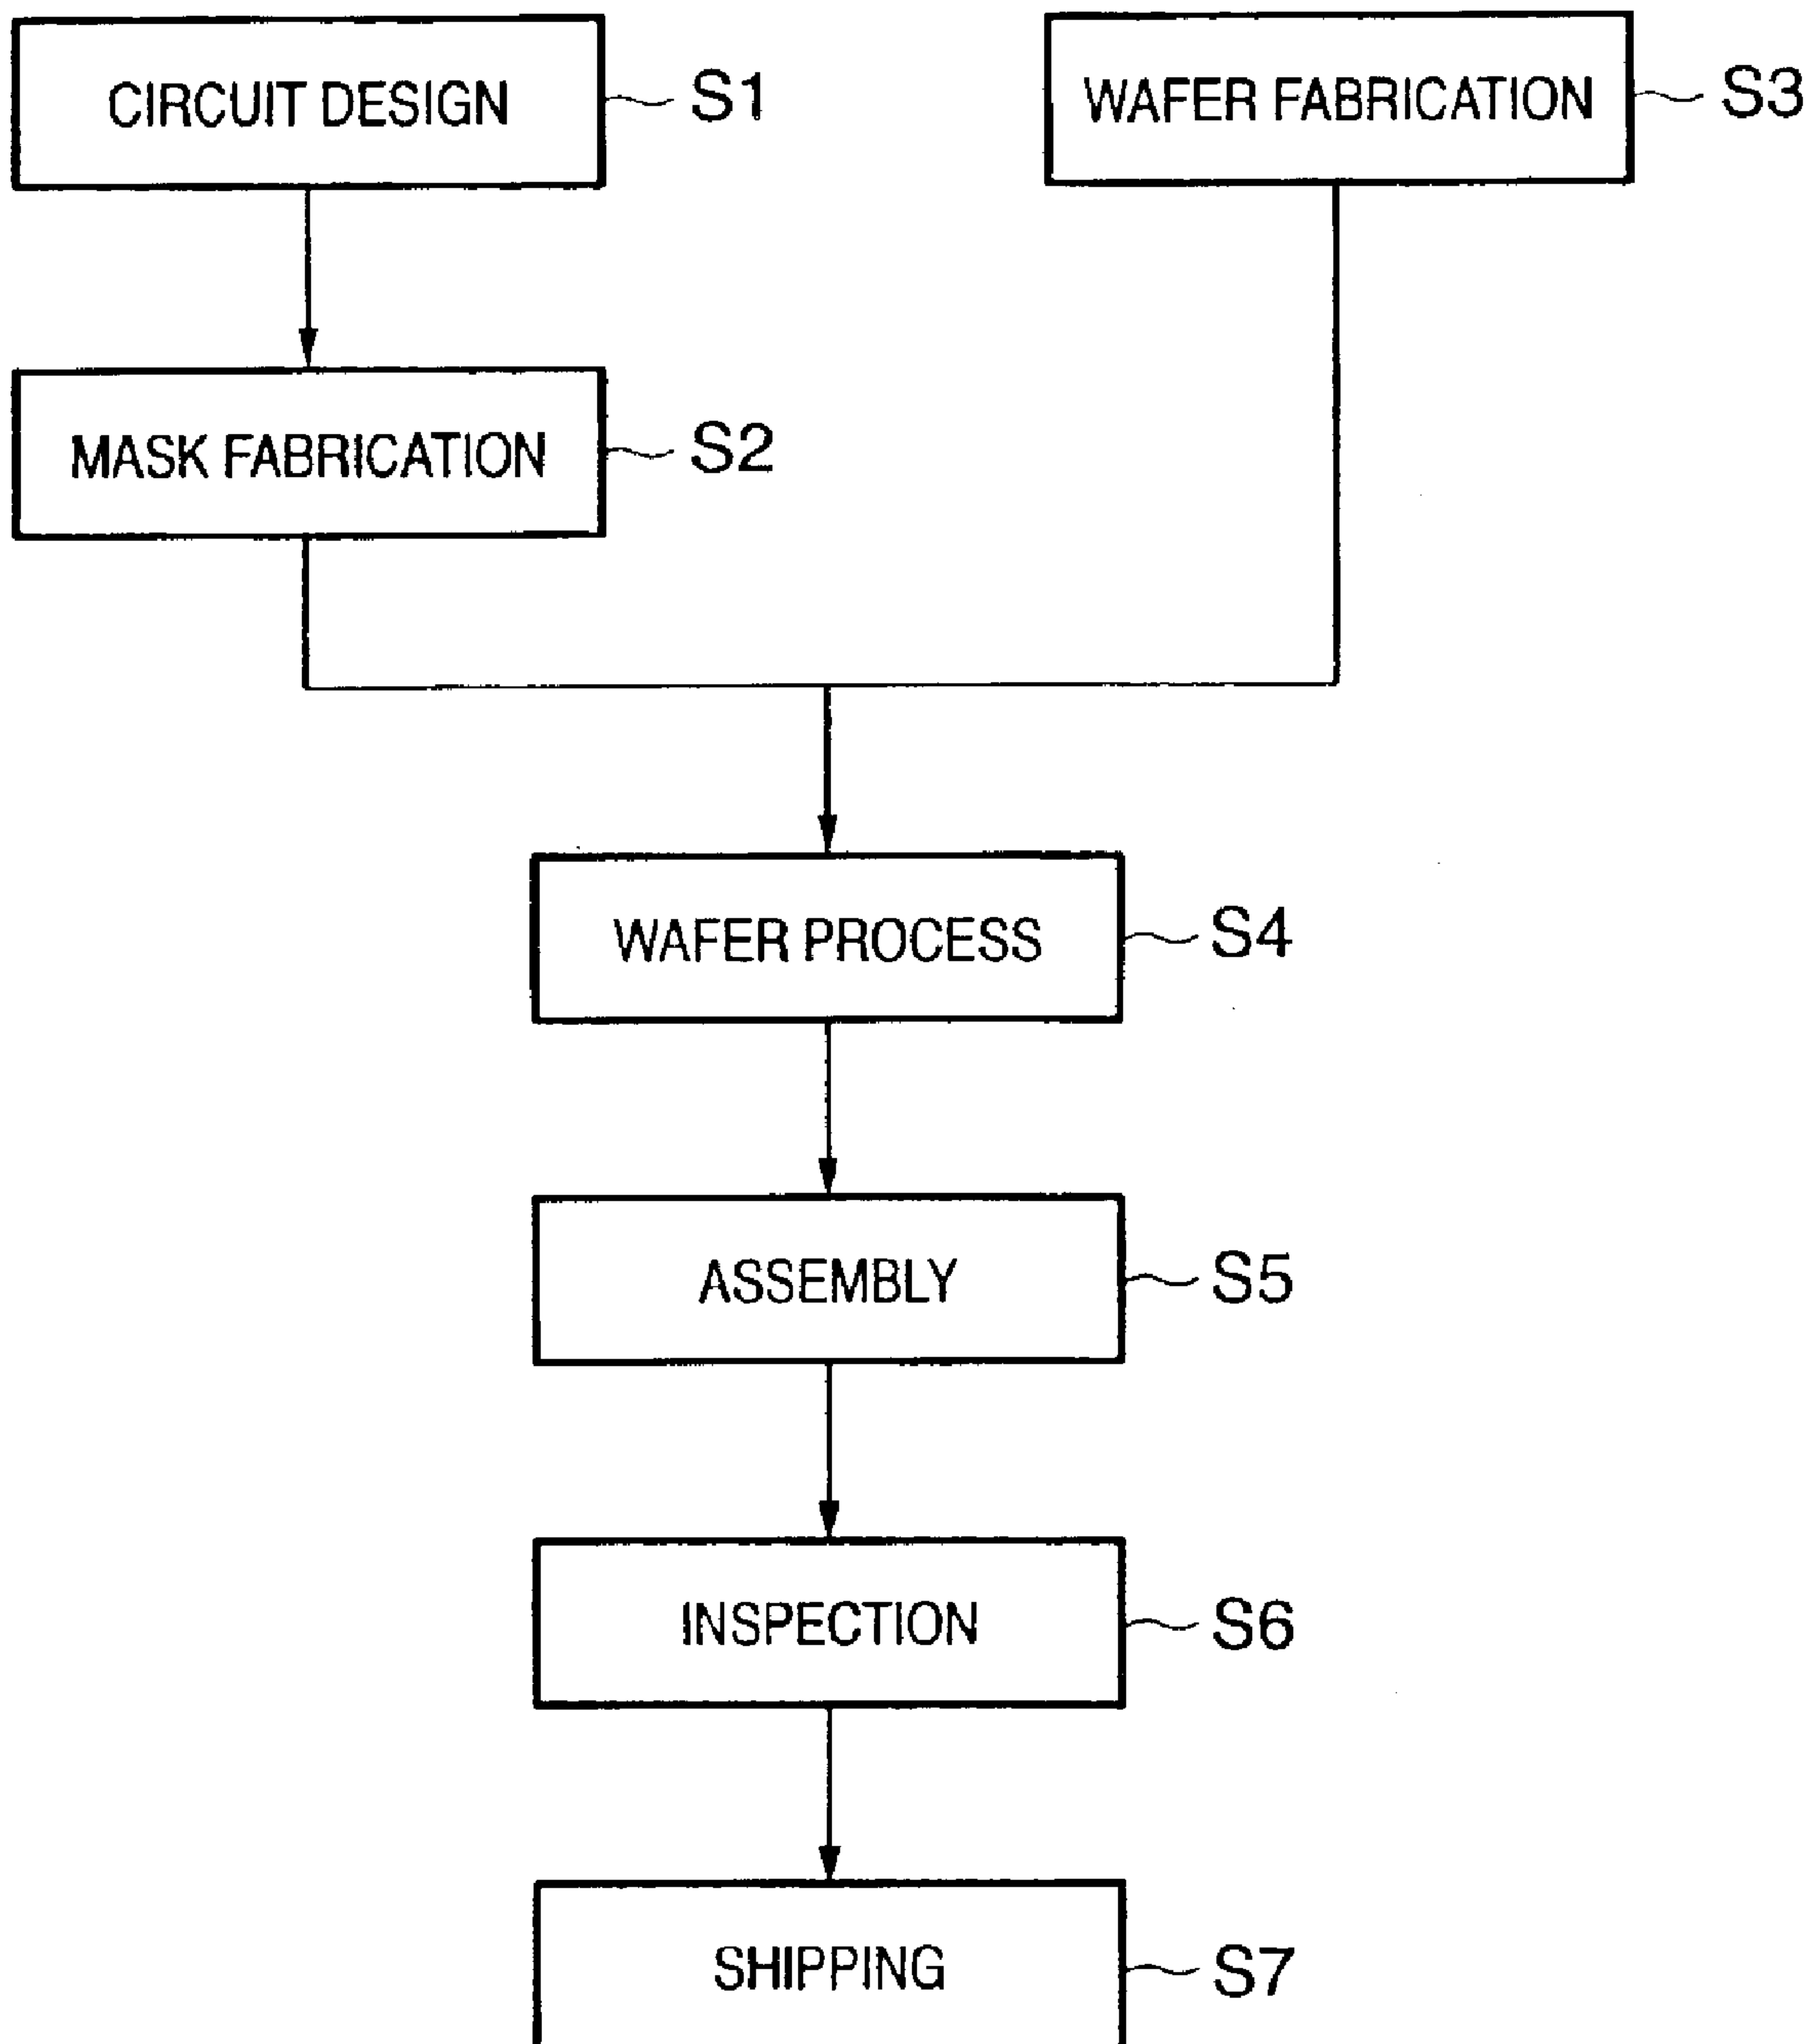 CIRCUIT DESIGN S1
WAFER FABRICATION S3
MASK FABRICATION S2
WAFER PROCESS S4
ASSEMBLY S5
INSPECTION S6
SHIPPING S7